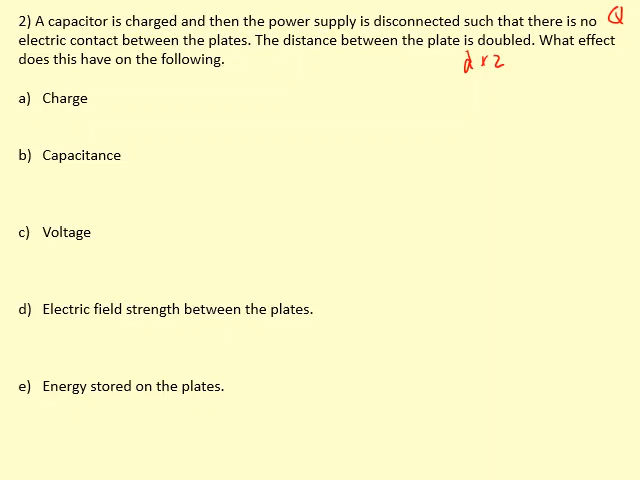 2) A capacitor is charged and then the power supply is disconnected such that there is no Q
electric contact between the plates. The distance between the plate is doubled. What effect
does this have on the following. d x 2
a) Charge
b) Capacitance
c) Voltage
d) Electric field strength between the plates.
e) Energy stored on the plates.